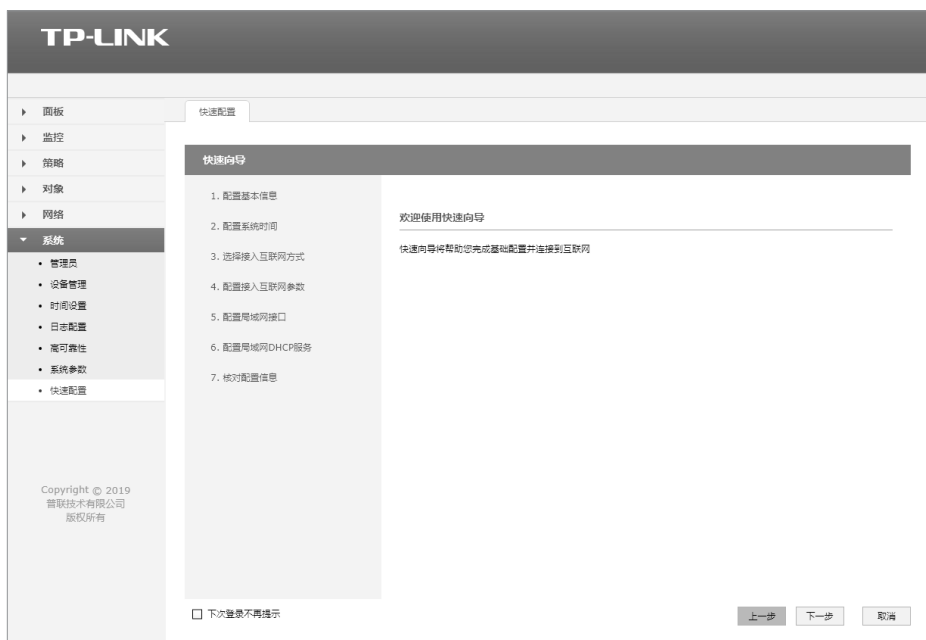 TP-LINK
面板
监控
策略
对象
网络
系统
管理员
设备管理
时间设置
日志配置
高可靠性
系统参数
快速配置
Copyright © 2019
普联技术有限公司
版权所有
快速配置
快速向导
1. 配置基本信息
2. 配置系统时间
3. 选择接入互联网方式
4. 配置接入互联网参数
5. 配置局域网接口
6. 配置局域网DHCP服务
7. 核对配置信息
欢迎使用快速向导
快速向导将帮助您完成基础配置并连接到互联网
下次登录不再提示
上一步 下一步 取消